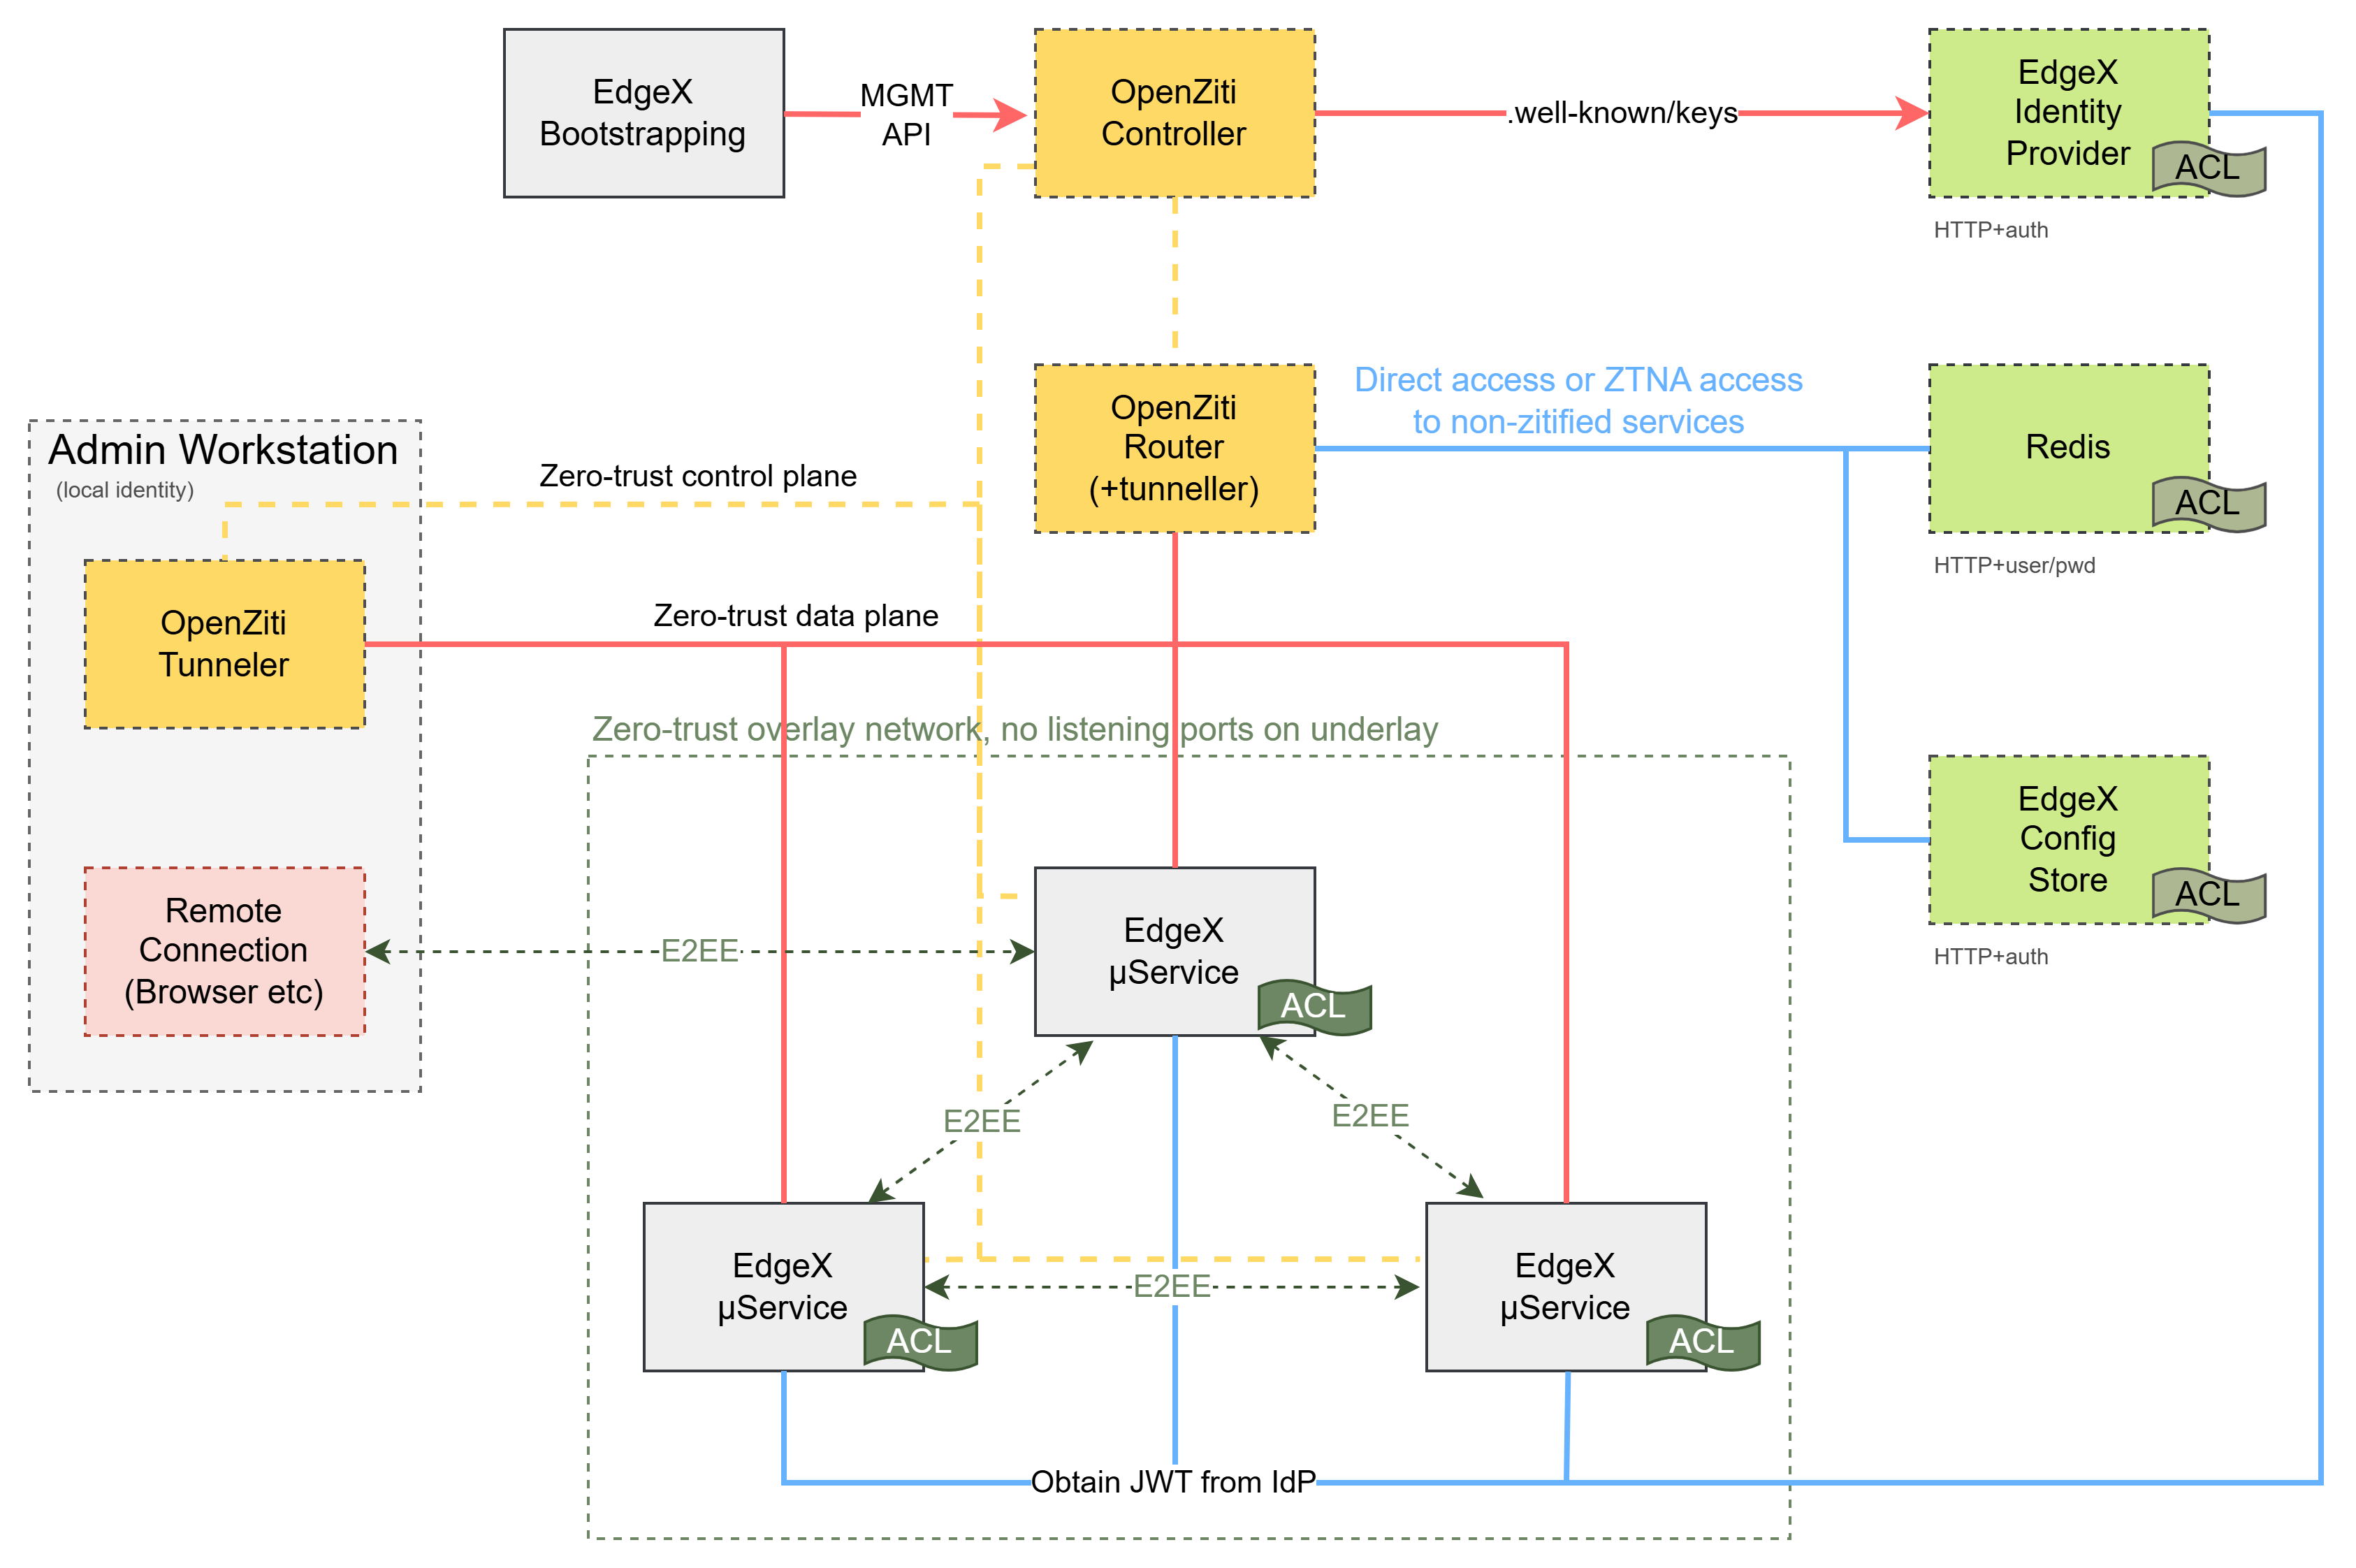 EdgeX
Bootstrapping
MGMT
API
OpenZiti
Controller
.well-known/keys
EdgeX
Identity
Provider
ACL
HTTP+auth
Direct access or ZTNA access
to non-zitified services
OpenZiti
Router
(+tunneller)
Redis
ACL
HTTP+user/pwd
Admin Workstation
(local identity)
Zero-trust control plane
OpenZiti
Tunneler
Zero-trust data plane
Zero-trust overlay network, no listening ports on underlay
EdgeX
Config
Store
ACL
HTTP+auth
Remote
Connection
(Browser etc)
E2EE
EdgeX
µService
ACL
E2EE
E2EE
EdgeX
µService
ACL
E2EE
EdgeX
µService
ACL
Obtain JWT from IdP